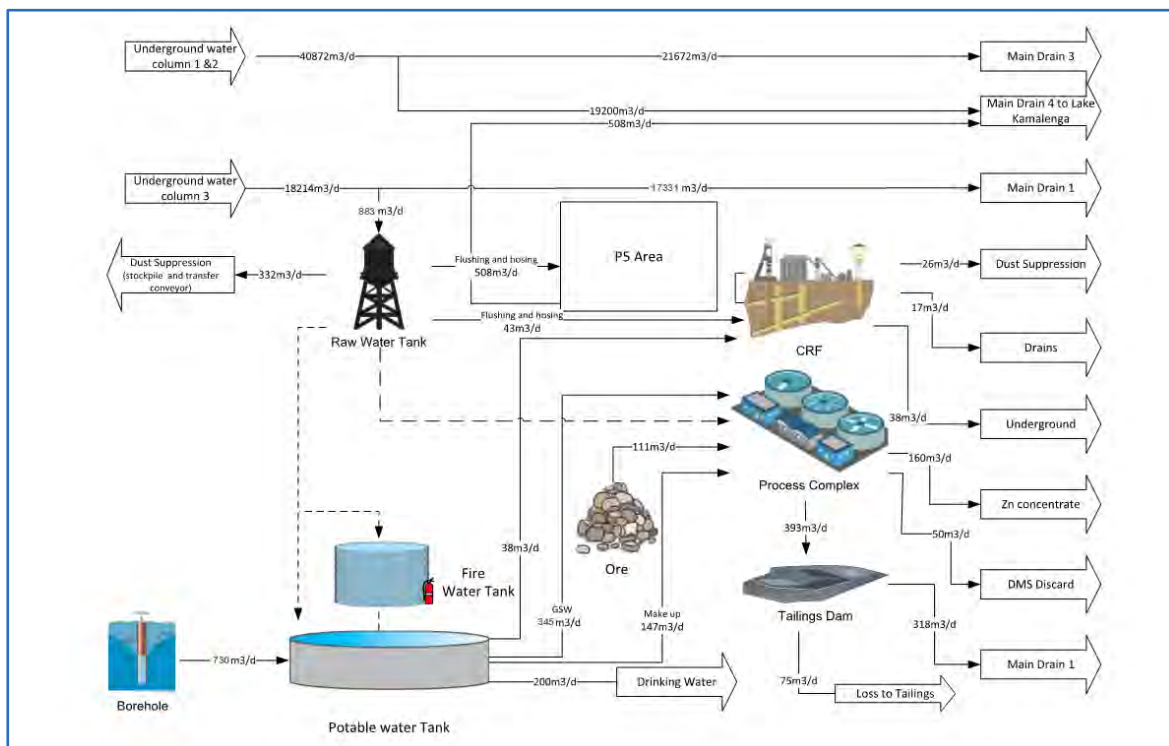 Underground water
column 1 &2
40872m3/d
21672m3/d
Main Drain 3
19200m3/d
Main Drain 4 to Lake
Kamalenga
508m3/d
Underground water
column 3
18214m3/d
17331 m3/d
Main Drain 1
883 m3/d
Dust Suppression
(stockpile and transfer
conveyor)
332m3/d
Raw Water Tank
Flushing and hosing
508m3/d
P5 Area
Flushing and hosing
43m3/d
CRF
26m3/d
Dust Suppression
17m3/d
Drains
38m3/d
Underground
111m3/d
Ore
Process Complex
160m3/d
Zn concentrate
393m3/d
50m3/d
DMS Discard
Fire
Water Tank
38m3/d
GSW
345m3/d
Make up
147m3/d
Tailings Dam
318m3/d
Main Drain 1
75m3/d
Loss to Tailings
730m3/d
Borehole
200m3/d
Drinking Water
Potable water Tank